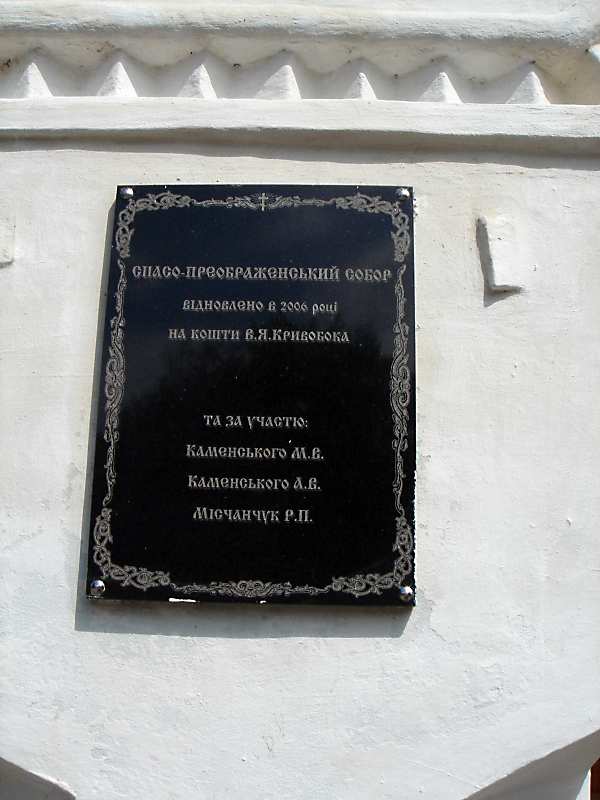 СПАСО-ПРЕОБРАЖЕНСЬКИЙ СОБОР
ВІДНОВЛЕНО В 2006 РОЦІ
НА КОШТИ В.Я.КРИВОБОКА
ТА ЗА УЧАСТЮ:
КАМЕНСЬКОГО М.В.
КАМЕНСЬКОГО А.В.
МІСЧАНЧУК Р.П.